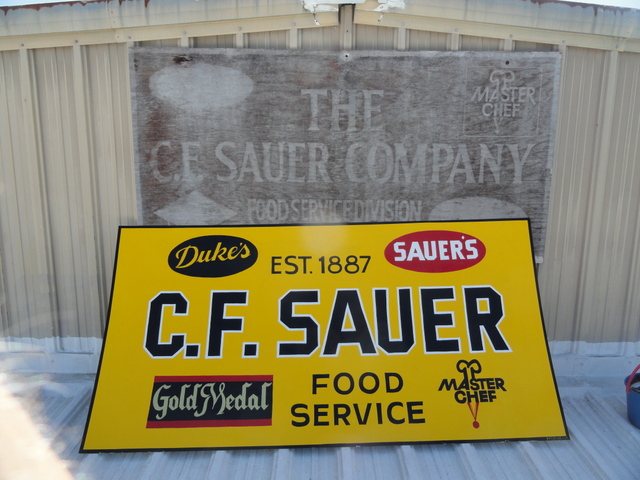 MASTER
CHEF
THE
C.F. SAUER COMPANY
FOOD SERVICE DIVISION
Duke's
EST. 1887
SAUER'S
C.F. SAUER
Gold Medal
FOOD
SERVICE
MASTER
CHEF